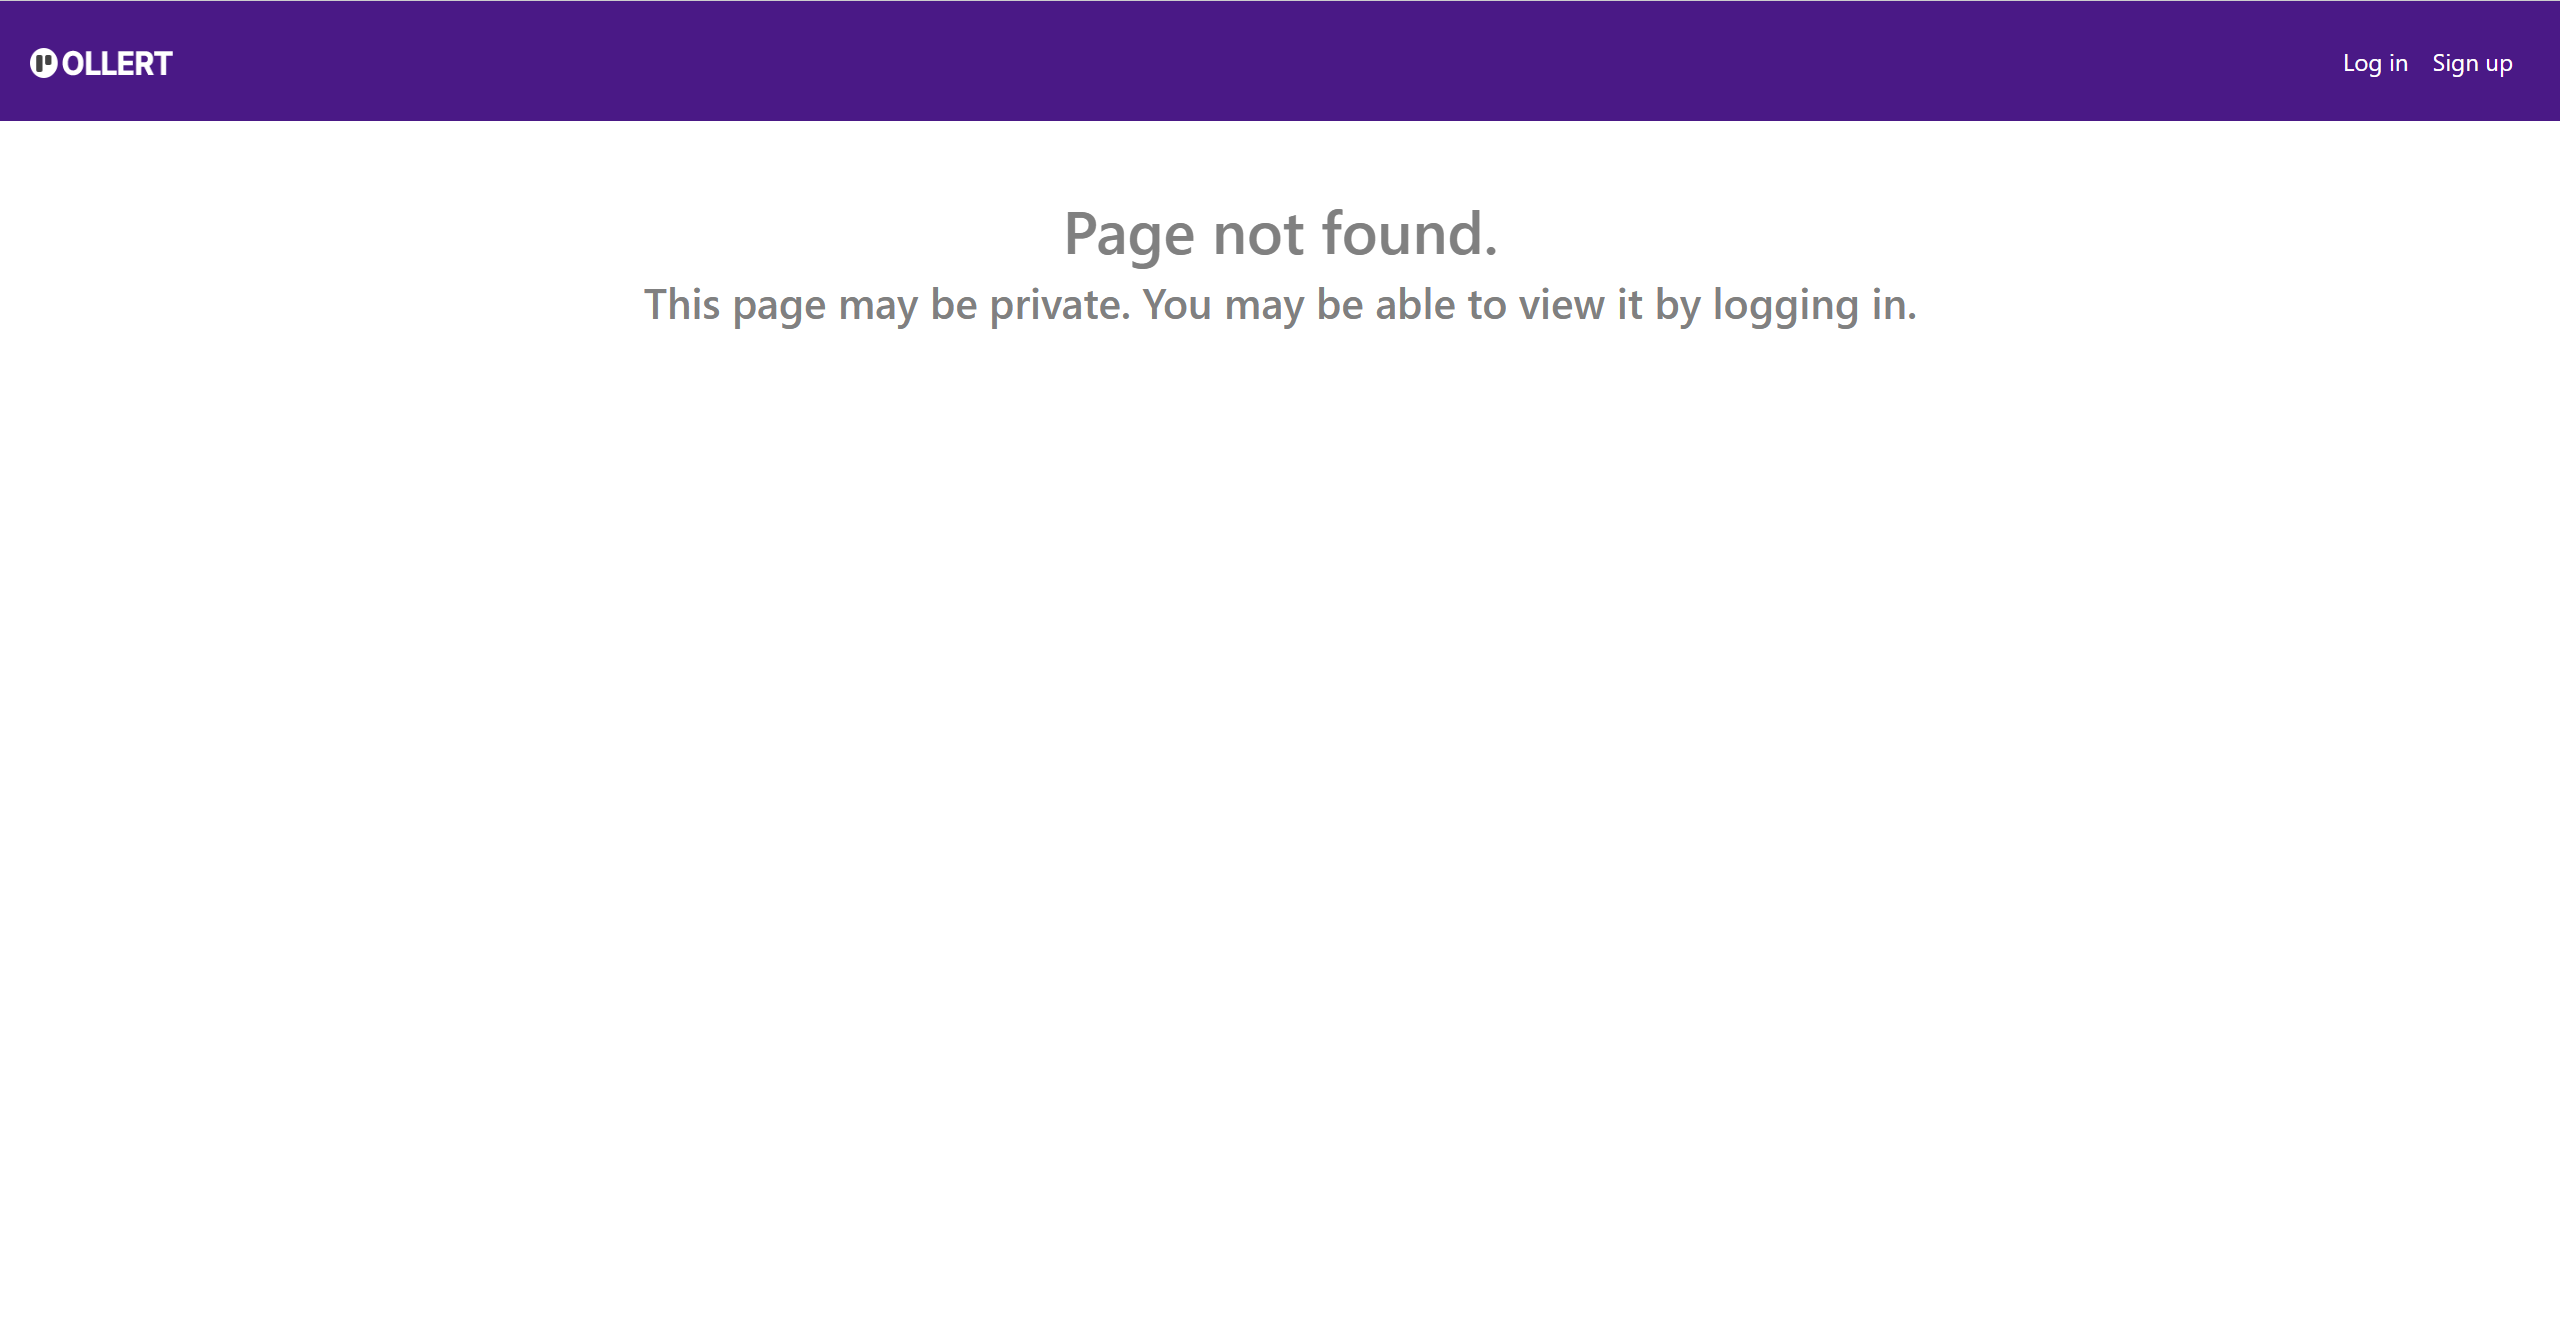 OLLERT
Log in Sign up
Page not found.
This page may be private. You may be able to view it by logging in.